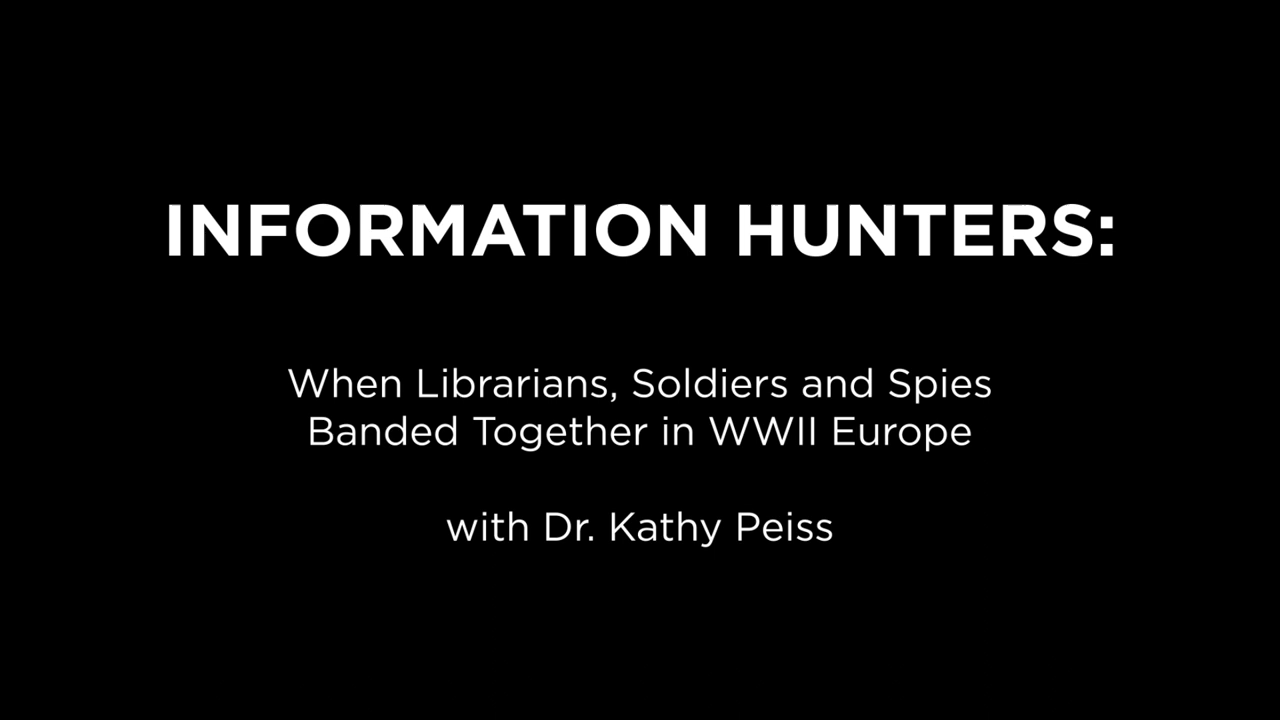 INFORMATION HUNTERS:
When Librarians, Soldiers and Spies
Banded Together in WWII Europe
with Dr. Kathy Peiss